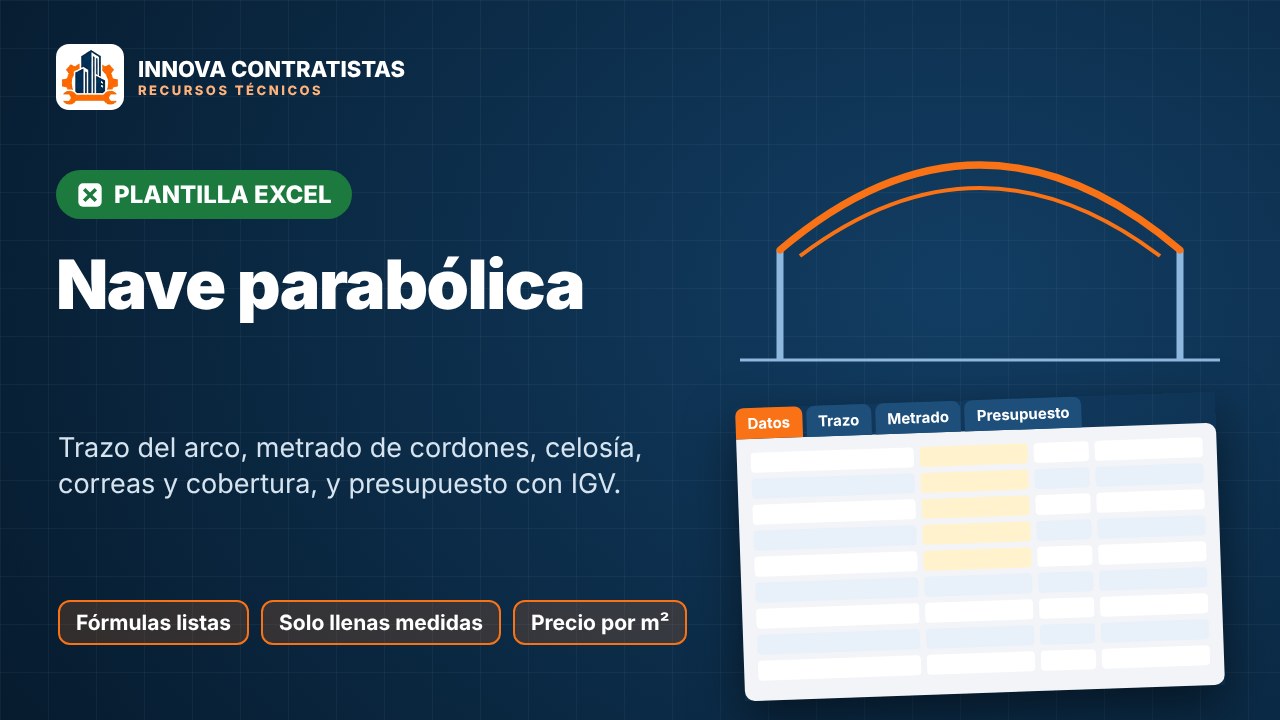 INNOVA CONTRATISTAS
RECURSOS TÉCNICOS
PLANTILLA EXCEL
Nave parabólica
Trazo del arco, metrado de cordones, celosía,
correas y cobertura, y presupuesto con IGV.
Fórmulas listas
Solo llenas medidas
Precio por m²
Datos
Trazo
Metrado
Presupuesto